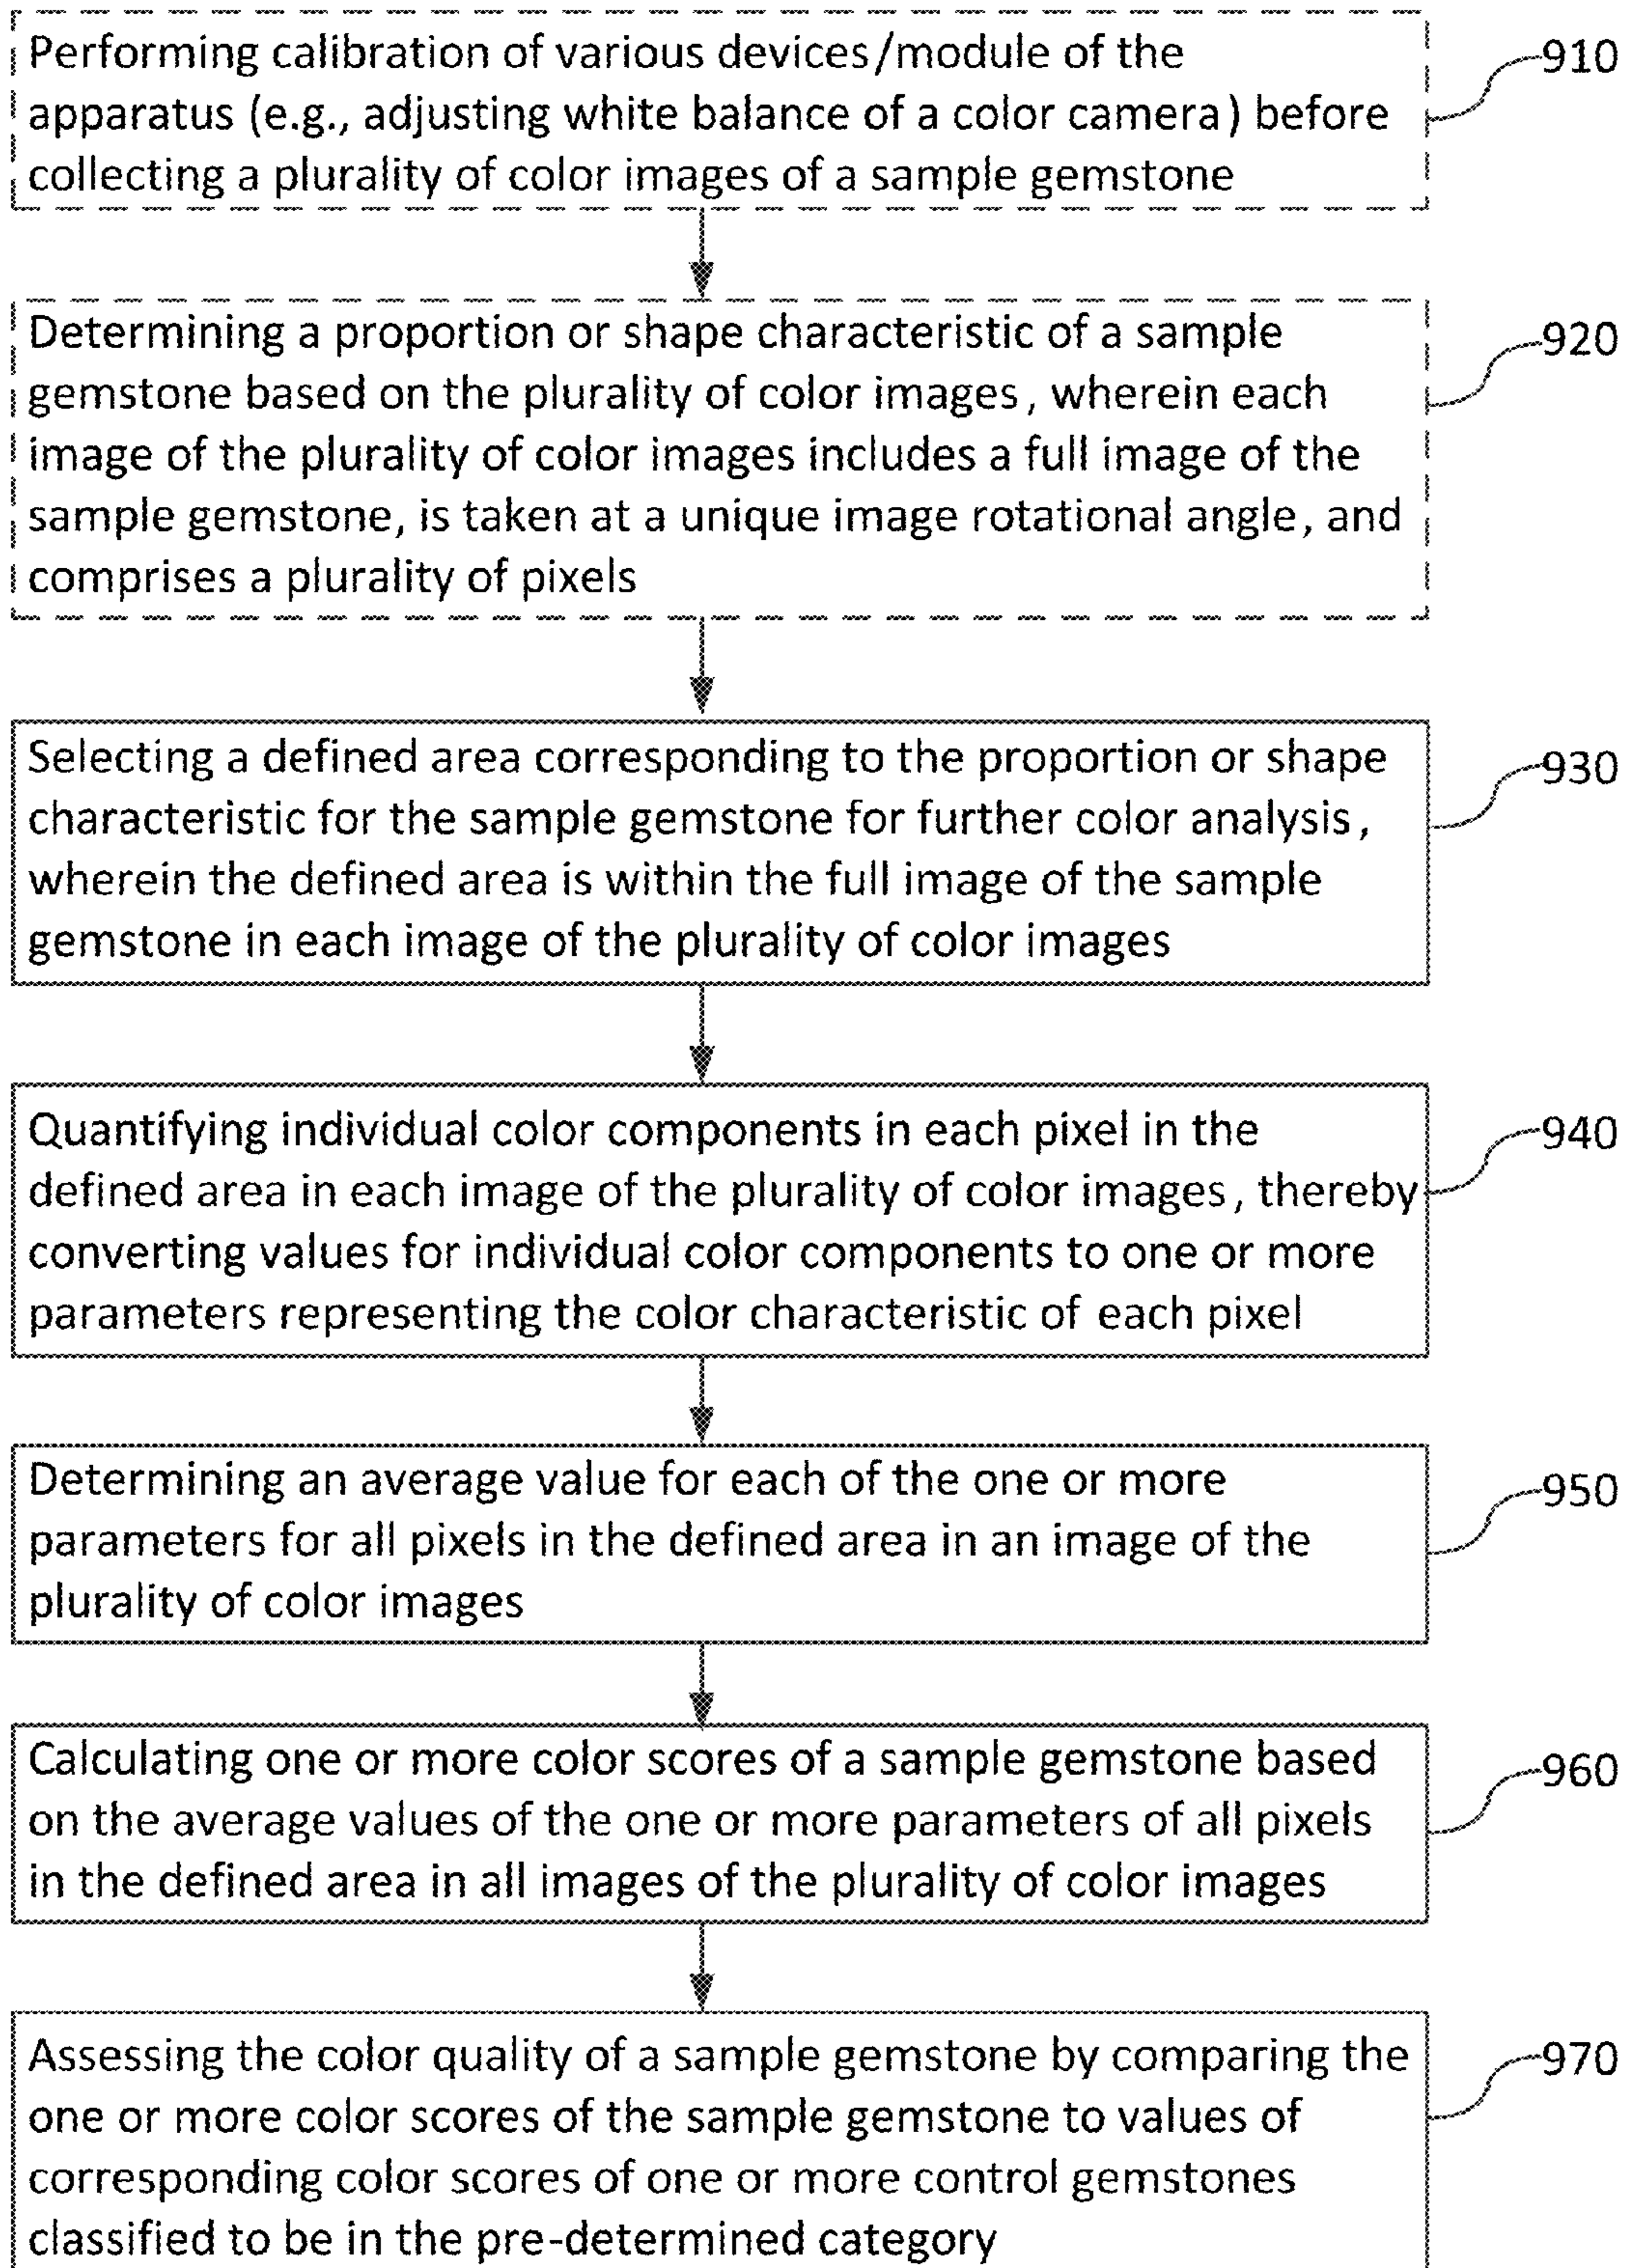 Performing calibration of various devices/module of the
apparatus (e.g., adjusting white balance of a color camera) before
collecting a plurality of color images of a sample gemstone
910
Determining a proportion or shape characteristic of a sample
gemstone based on the plurality of color images, wherein each
image of the plurality of color images includes a full image of the
sample gemstone, is taken at a unique image rotational angle, and
comprises a plurality of pixels
920
Selecting a defined area corresponding to the proportion or shape
characteristic for the sample gemstone for further color analysis,
wherein the defined area is within the full image of the sample
gemstone in each image of the plurality of color images
930
Quantifying individual color components in each pixel in the
defined area in each image of the plurality of color images, thereby
converting values for individual color components to one or more
parameters representing the color characteristic of each pixel
940
Determining an average value for each of the one or more
parameters for all pixels in the defined area in an image of the
plurality of color images
950
Calculating one or more color scores of a sample gemstone based
on the average values of the one or more parameters of all pixels
in the defined area in all images of the plurality of color images
960
Assessing the color quality of a sample gemstone by comparing the
one or more color scores of the sample gemstone to values of
corresponding color scores of one or more control gemstones
classified to be in the pre-determined category
970